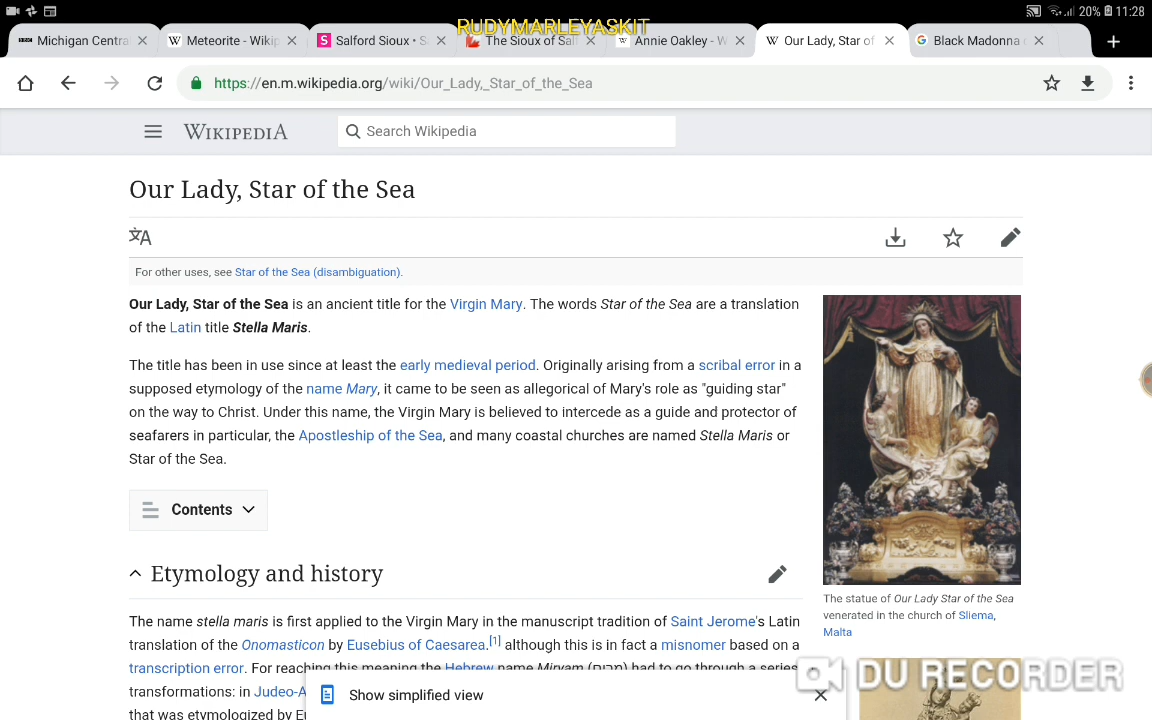 20% 11:28
RUDYMARLEYASKIT
Michigan Centra
Meteorite - Wikip
Salford Sioux • S
The Sioux of Salf
Annie Oakley - W
Our Lady, Star of
Black Madonna
https://en.m.wikipedia.org/wiki/Our_Lady,_Star_of_the_Sea
WIKIPEDIA
Search Wikipedia
Our Lady, Star of the Sea
For other uses, see Star of the Sea (disambiguation).
Our Lady, Star of the Sea is an ancient title for the Virgin Mary. The words Star of the Sea are a translation
of the Latin title Stella Maris.
The title has been in use since at least the early medieval period. Originally arising from a scribal error in a
supposed etymology of the name Mary, it came to be seen as allegorical of Mary's role as "guiding star"
on the way to Christ. Under this name, the Virgin Mary is believed to intercede as a guide and protector of
seafarers in particular, the Apostleship of the Sea, and many coastal churches are named Stella Maris or
Star of the Sea.
Contents
The statue of Our Lady Star of the Sea
venerated in the church of Sliema,
Malta
Etymology and history
The name stella maris is first applied to the Virgin Mary in the manuscript tradition of Saint Jerome's Latin
translation of the Onomasticon by Eusebius of Caesarea.[1] although this is in fact a misnomer based on a
transcription error. For reaching this meaning the Hebrew name Miryam (מרים) had to go through a series
transformations: in Judeo-A
that was etymologized by Eu
Show simplified view
DU RECORDER